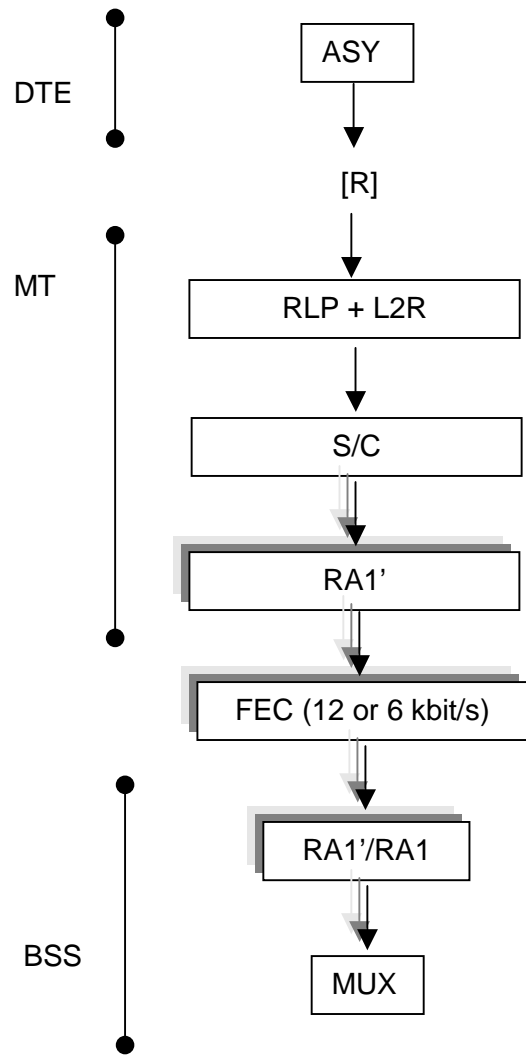 ASY
DTE
[R]
MT
RLP + L2R
S/C
RA1’
FEC (12 or 6 kbit/s)
RA1’/RA1
BSS
MUX